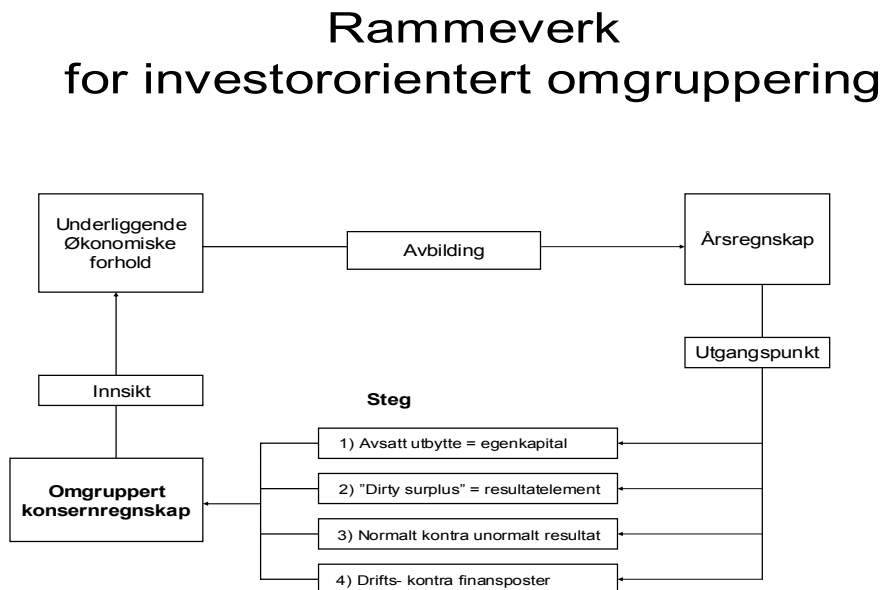 Rammeverk
for investororientert omgruppering
Underliggende
Økonomiske
forhold
Avbilding
Årsregnskap
Utgangspunkt
Innsikt
Steg
1) Avsatt utbytte = egenkapital
2) "Dirty surplus" = resultatelement
3) Normalt kontra unormalt resultat
4) Drifts- kontra finansposter
Omgruppert
konsernregnskap